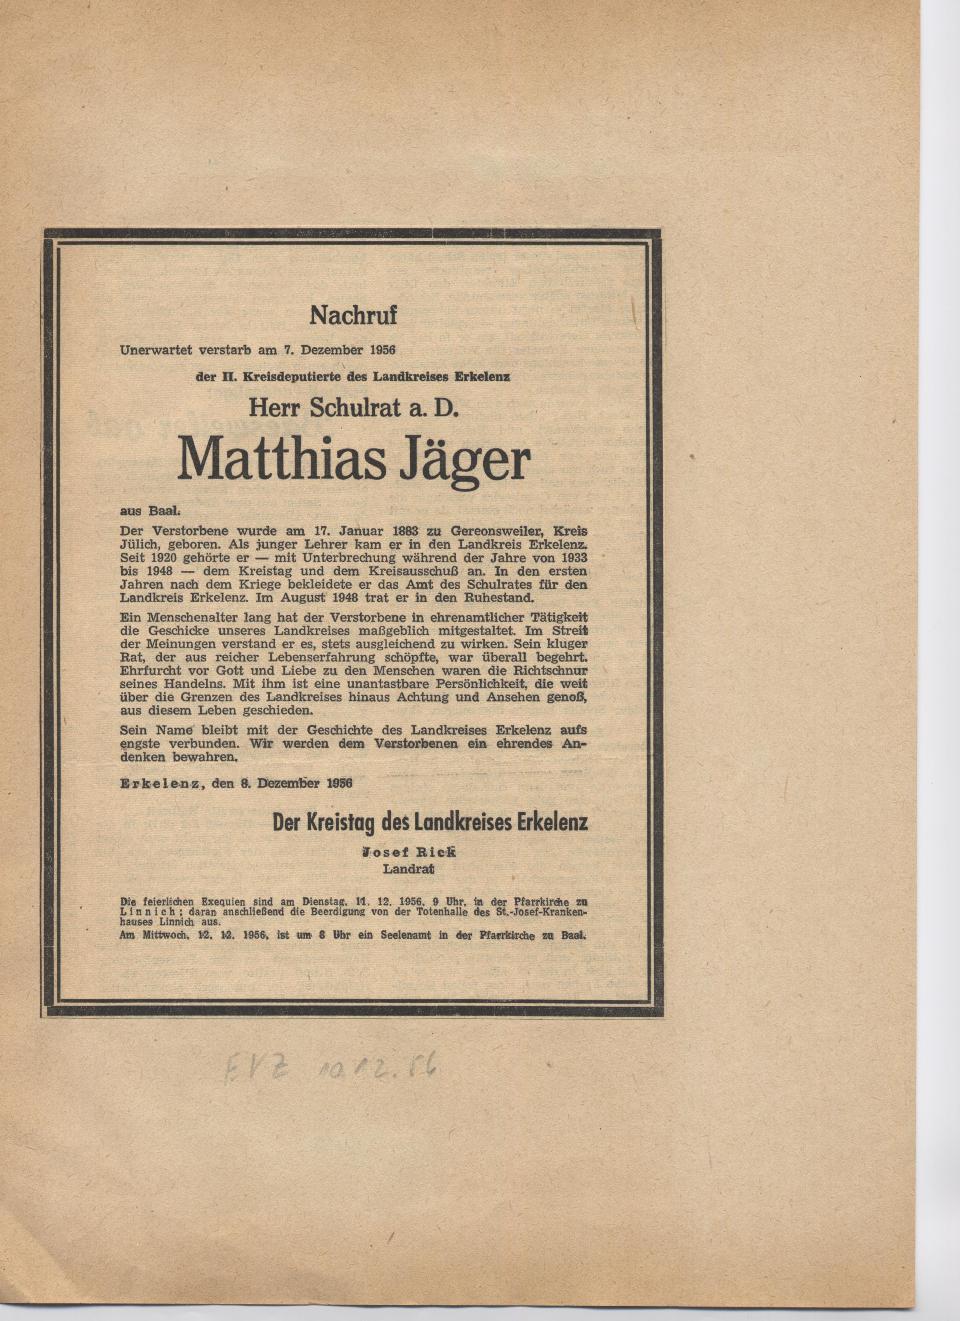 Nachruf
Unerwartet verstarb am 7. Dezember 1956
der II. Kreisdeputierte des Landkreises Erkelenz
Herr Schulrat a. D.
Matthias Jäger
aus Baal.
Der Verstorbene wurde am 17. Januar 1883 zu Gereonsweiler, Kreis
Jülich, geboren. Als junger Lehrer kam er in den Landkreis Erkelenz.
Seit 1920 gehörte er — mit Unterbrechung während der Jahre von 1933
bis 1948 — dem Kreistag und dem Kreisausschuß an. In den ersten
Jahren nach dem Kriege bekleidete er das Amt des Schulrates für den
Landkreis Erkelenz. Im August 1948 trat er in den Ruhestand.
Ein Menschenalter lang hat der Verstorbene in ehrenamtlicher Tätigkeit
die Geschicke unseres Landkreises maßgeblich mitgestaltet. Im Streit
der Meinungen verstand er es, stets ausgleichend zu wirken. Sein kluger
Rat, der aus reicher Lebenserfahrung schöpfte, war überall begehrt.
Ehrfurcht vor Gott und Liebe zu den Menschen waren die Richtschnur
seines Handelns. Mit ihm ist eine unantastbare Persönlichkeit, die weit
über die Grenzen des Landkreises hinaus Achtung und Ansehen genoß,
aus diesem Leben geschieden.
Sein Name bleibt mit der Geschichte des Landkreises Erkelenz aufs
engste verbunden. Wir werden dem Verstorbenen ein ehrendes An-
denken bewahren.
Erkelenz, den 8. Dezember 1956
Der Kreistag des Landkreises Erkelenz
Josef Rick
Landrat
Die feierlichen Exequien sind am Dienstag, 11. 12. 1956, 9 Uhr, in der Pfarrkirche zu
Linnich; daran anschließend die Beerdigung von der Totenhalle des St.-Josef-Kranken-
hauses Linnich aus.
Am Mittwoch, 12. 12. 1956, ist um 8 Uhr ein Seelenamt in der Pfarrkirche zu Baal.
EVZ 10.12.56